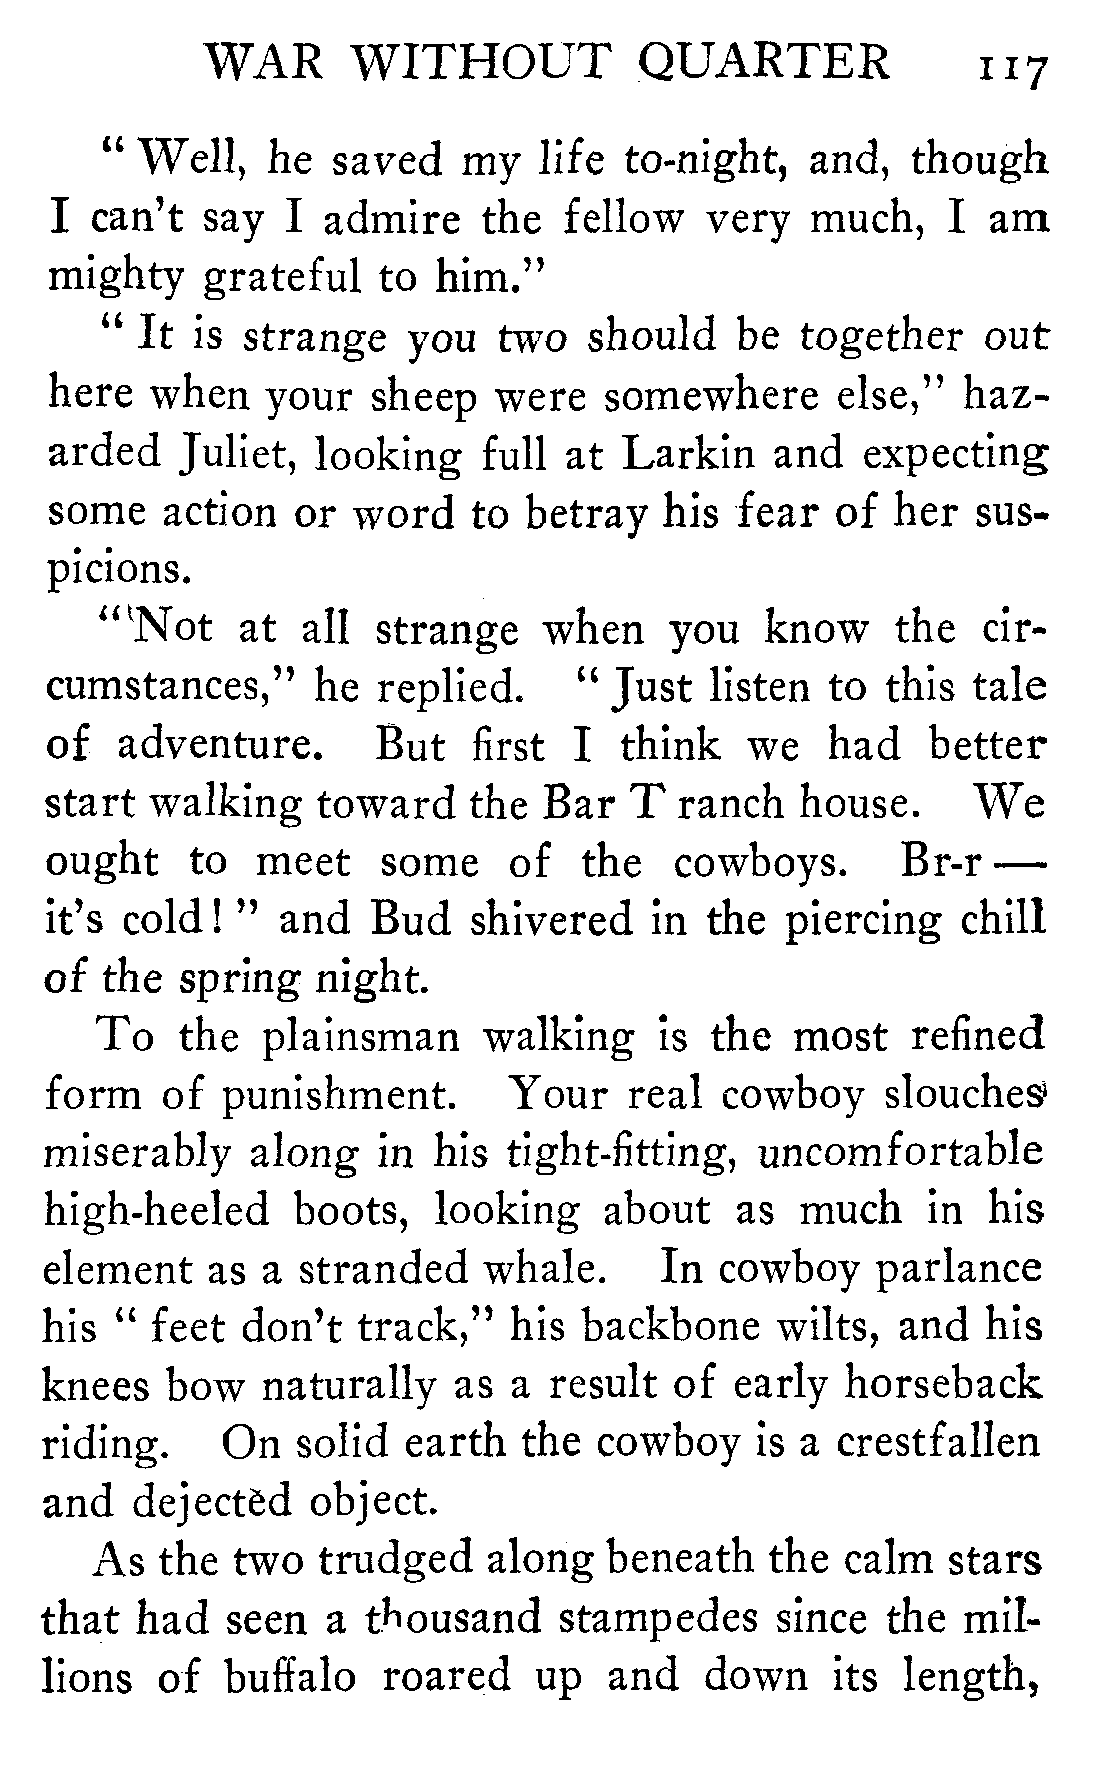 WAR WITHOUT QUARTER 117
“ Well, he saved my life to-night, and, though
I can’t say I admire the fellow very much, I am
mighty grateful to him.”
“ It is strange you two should be together out
here when your sheep were somewhere else,” haz-
arded Juliet, looking full at Larkin and expecting
some action or word to betray his fear of her sus-
picions.
“Not at all strange when you know the cir-
cumstances,” he replied. “ Just listen to this tale
of adventure. But first I think we had better
start walking toward the Bar T ranch house. We
ought to meet some of the cowboys. Br-r —
it’s cold! ” and Bud shivered in the piercing chill
of the spring night.
To the plainsman walking is the most refined
form of punishment. Your real cowboy slouches
miserably along in his tight-fitting, uncomfortable
high-heeled boots, looking about as much in his
element as a stranded whale. In cowboy parlance
his “ feet don’t track,” his backbone wilts, and his
knees bow naturally as a result of early horseback
riding. On solid earth the cowboy is a crestfallen
and dejected object.
As the two trudged along beneath the calm stars
that had seen a thousand stampedes since the mil-
lions of buffalo roared up and down its length,